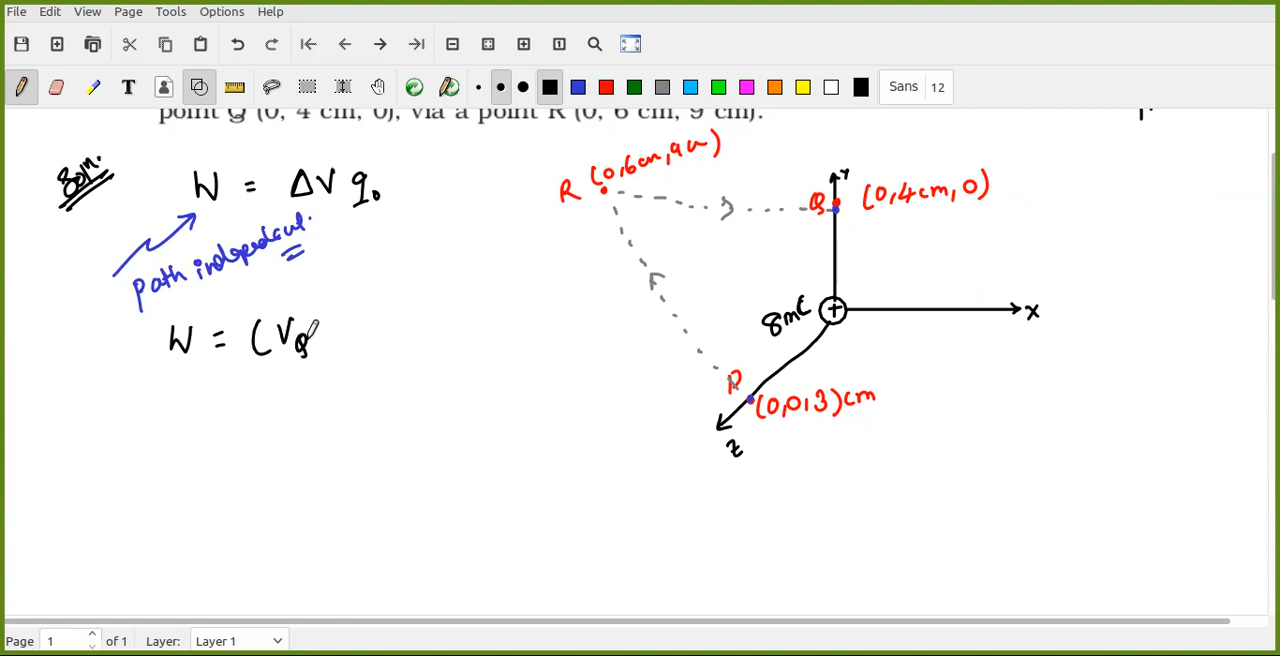 File Edit View Page Tools Options Help
Sans 12
point Q (0, 4 cm, 0), via a point R (0, 6 cm, 9 cm).
Soln.
W = ΔV q₀
path independent.
W = (V_Q
R (0,6cm,9cm)
Y
Q (0,4cm,0)
8mC +
X
P
(0,0,3)cm
Z
Page 1 of 1 Layer: Layer 1